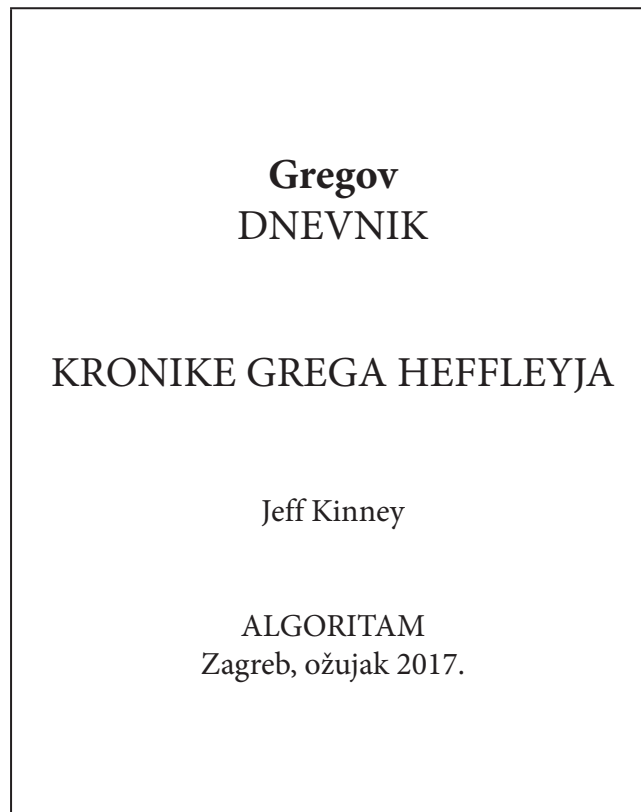 Gregov
DNEVNIK
KRONIKE GREGA HEFFLEYJA
Jeff Kinney
ALGORITAM
Zagreb, ožujak 2017.